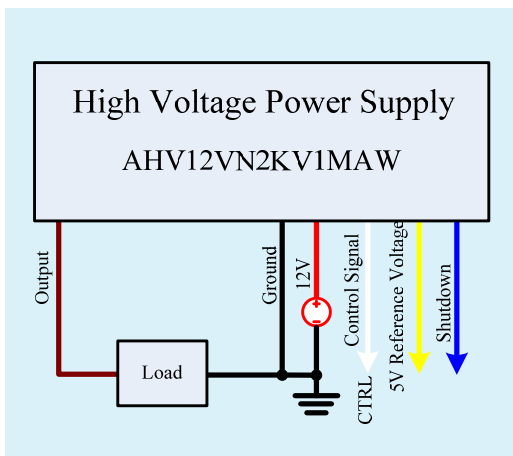 High Voltage Power Supply
AHV12VN2KV1MAW
Output
Ground
12V
Control Signal
CTRL
5V Reference Voltage
Shutdown
Load